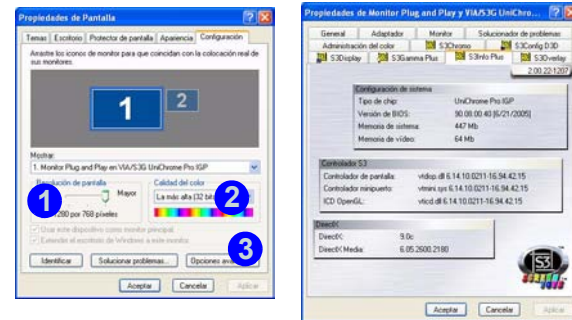 Propiedades de Pantalla
Temas Escritorio Protector de pantalla Apariencia Configuración
Arrastre los iconos de monitor para que coincidan con la colocación real de
sus monitores.
1 2
Mostrar:
1. Monitor Plug and Play en VIA/S3G UniChrome Pro IGP
Resolución de pantalla
Mayor
1
280 por 768 píxeles
Calidad del color
La más alta (32 bits
2
Usar este dispositivo como monitor principal.
Extender el escritorio de Windows a este monitor.
3
Identificar Solucionar problemas... Opciones ava
Aceptar Cancelar Aplicar
Propiedades de Monitor Plug and Play y VIA/S3G UniChro...
General Adaptador Monitor Solucionador de problemas
Administración del color S3Chromo S3Config D3D
S3Display S3Gamma Plus S3Info Plus S3Overlay
2.00.22-1207
Configuración de sistema
Tipo de chip: UniChrome Pro IGP
Versión de BIOS: 90.08.00.40 [6/21/2005]
Memoria de sistema: 447 Mb
Memoria de vídeo: 64 Mb
Controlador S3
Controlador de pantalla: vtdisp.dll 6.14.10.0211-16.94.42.15
Controlador minipuerto: vtmini.sys 6.14.10.0211-16.94.42.15
ICD OpenGL: vticd.dll 6.14.10.0211-16.94.42.15
DirectX
DirectX: 9.0c
DirectX Media: 6.05.2600.2180
S3
Aceptar Cancelar Aplicar